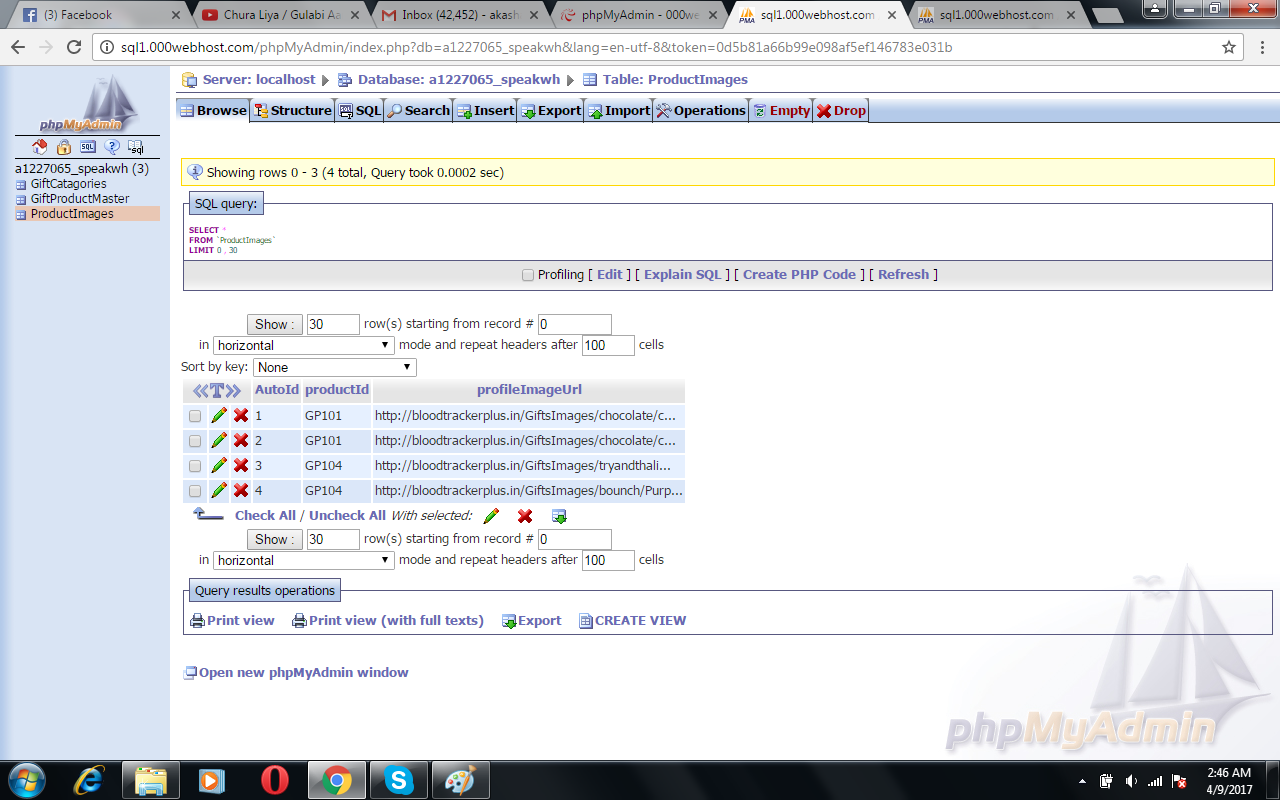 (3) Facebook
Chura Liya / Gulabi Aa
Inbox (42,452) - akash
phpMyAdmin - 000we
sql1.000webhost.com
sql1.000webhost.com
sql1.000webhost.com/phpMyAdmin/index.php?db=a1227065_speakwh&lang=en-utf-8&token=0d5b81a66b99e098af5ef146783e031b
phpMyAdmin
a1227065_speakwh (3)
GiftCatagories
GiftProductMaster
ProductImages
Server: localhost Database: a1227065_speakwh Table: ProductImages
Browse Structure SQL Search Insert Export Import Operations Empty Drop
Showing rows 0 - 3 (4 total, Query took 0.0002 sec)
SQL query:
SELECT *
FROM `ProductImages`
LIMIT 0 , 30
Profiling [ Edit ] [ Explain SQL ] [ Create PHP Code ] [ Refresh ]
Show : 30 row(s) starting from record # 0
in horizontal mode and repeat headers after 100 cells
Sort by key: None
AutoId productId profileImageUrl
1 GP101 http://bloodtrackerplus.in/GiftsImages/chocolate/c...
2 GP101 http://bloodtrackerplus.in/GiftsImages/chocolate/c...
3 GP104 http://bloodtrackerplus.in/GiftsImages/tryandthali...
4 GP104 http://bloodtrackerplus.in/GiftsImages/bounch/Purp...
Check All / Uncheck All With selected:
Show : 30 row(s) starting from record # 0
in horizontal mode and repeat headers after 100 cells
Query results operations
Print view Print view (with full texts) Export CREATE VIEW
Open new phpMyAdmin window
phpMyAdmin
2:46 AM
4/9/2017